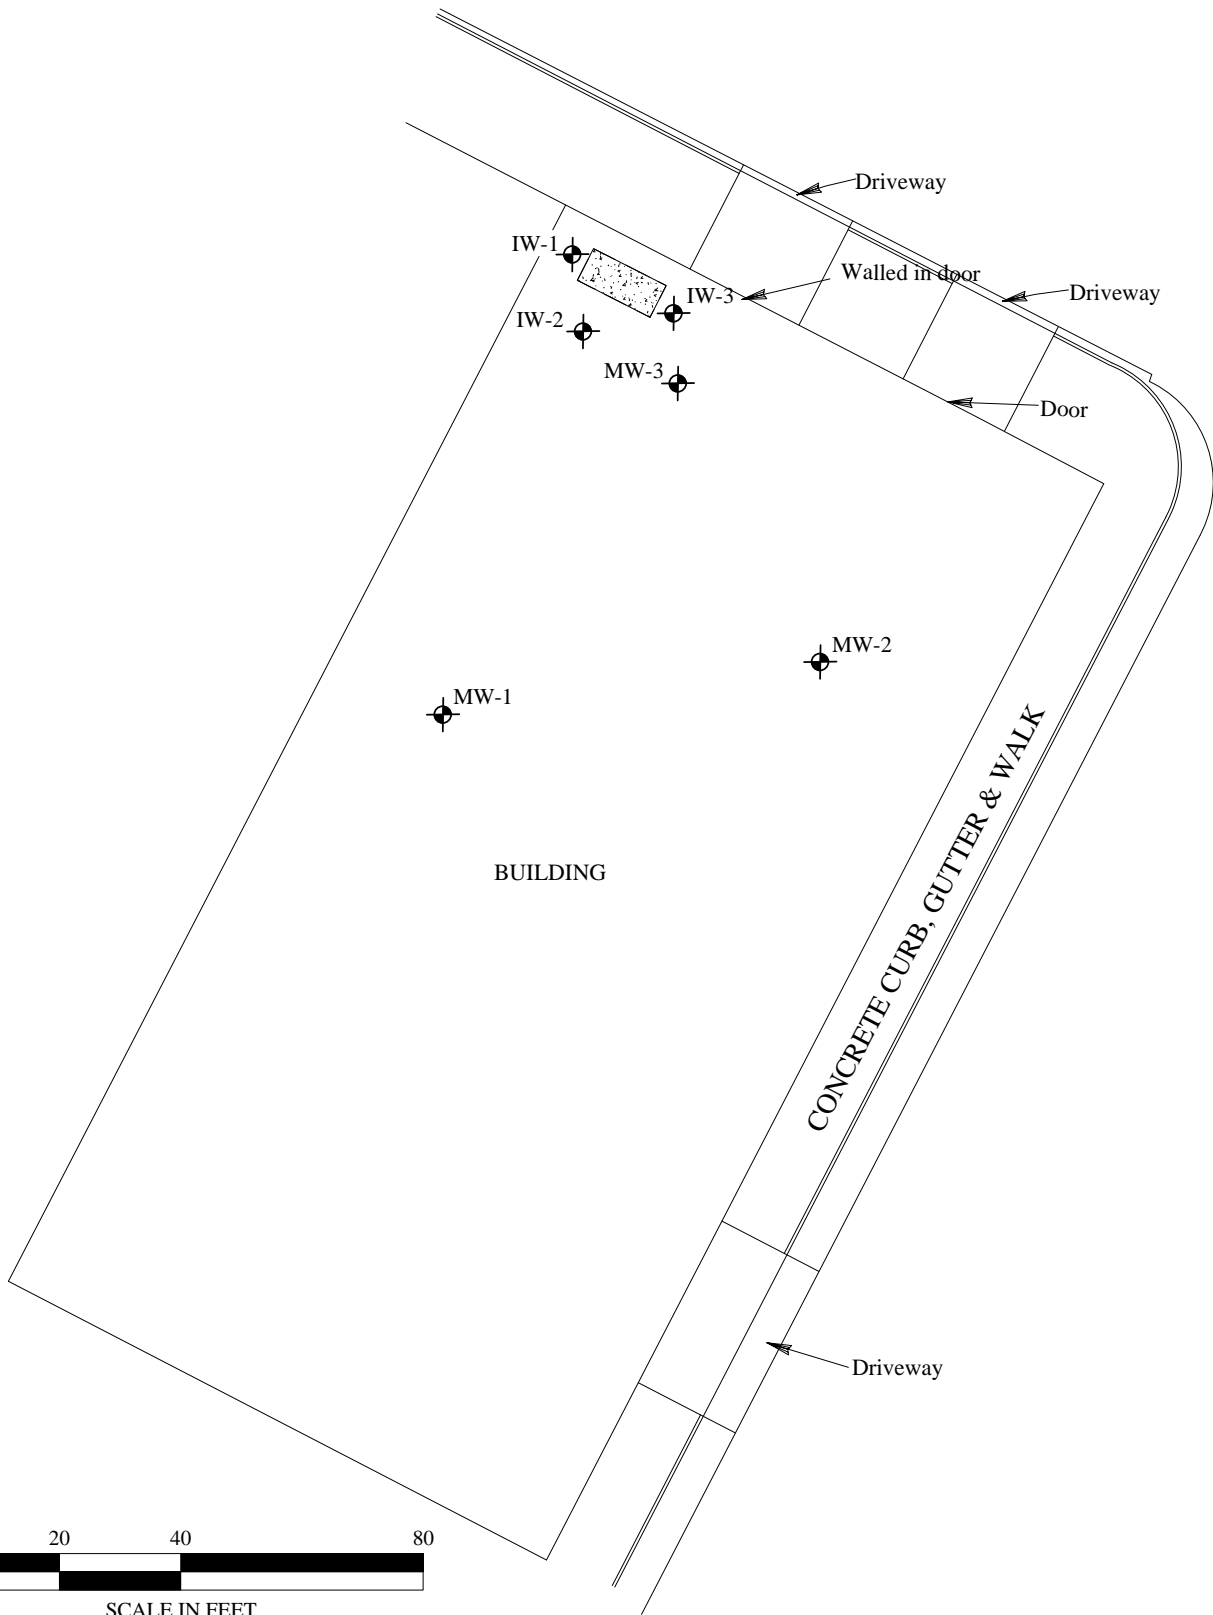 Driveway
IW-1
Walled in door
Driveway
IW-3
IW-2
MW-3
Door
MW-2
MW-1
CONCRETE CURB, GUTTER & WALK
BUILDING
Driveway
20 40 80
SCALE IN FEET